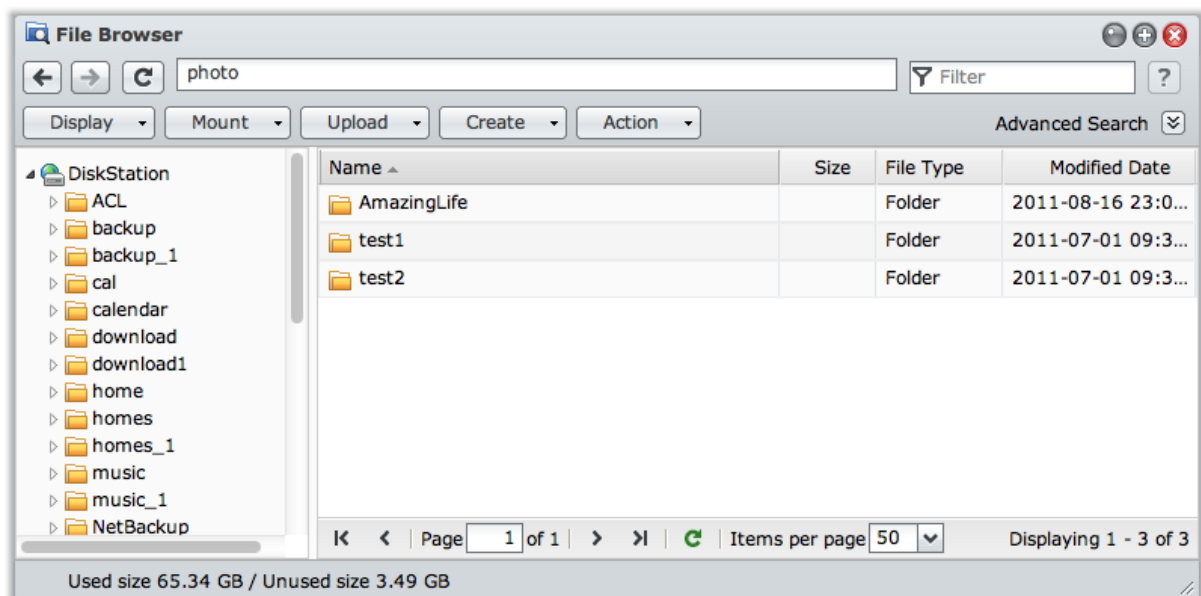 File Browser
photo
Filter
?
Display Mount Upload Create Action Advanced Search
DiskStation
ACL
backup
backup_1
cal
calendar
download
download1
home
homes
homes_1
music
music_1
NetBackup
Name Size File Type Modified Date
AmazingLife Folder 2011-08-16 23:0...
test1 Folder 2011-07-01 09:3...
test2 Folder 2011-07-01 09:3...
Page 1 of 1 Items per page 50 Displaying 1 - 3 of 3
Used size 65.34 GB / Unused size 3.49 GB